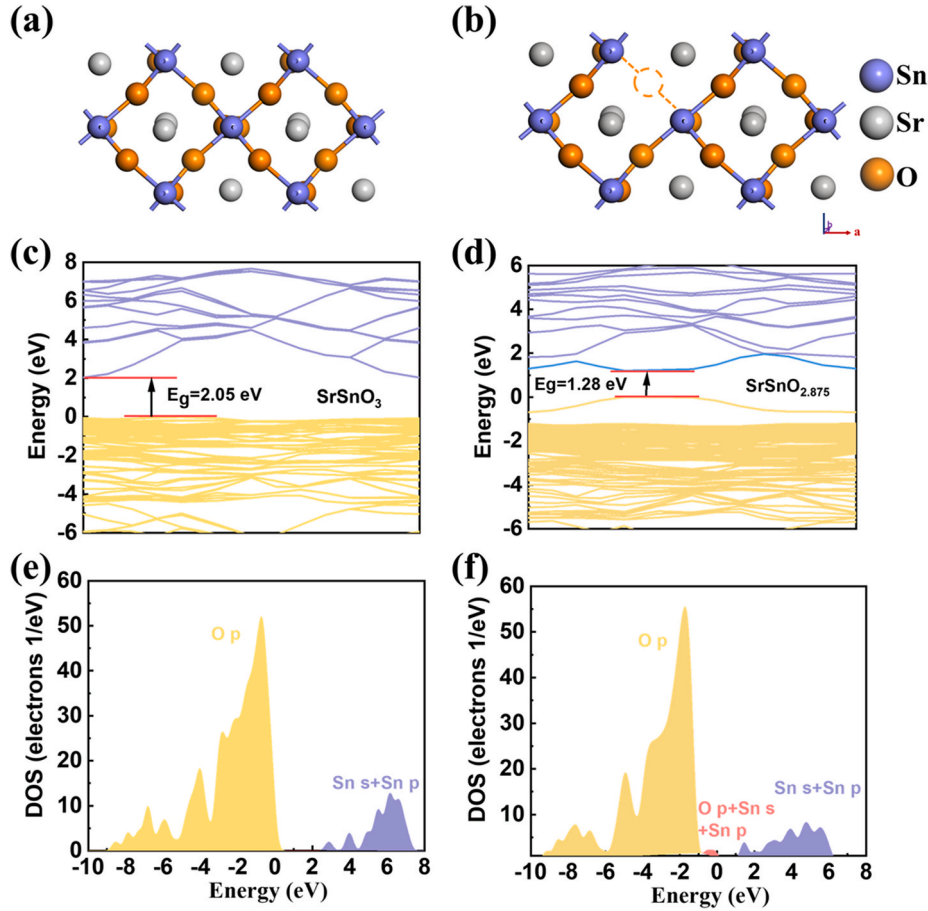 (a)
(b)
Sn
Sr
O
b
a
(c)
8
6
4
2
0
-2
-4
-6
Energy (eV)
Eg=2.05 eV
SrSnO₃
(d)
6
4
2
0
-2
-4
-6
Energy (eV)
Eg=1.28 eV
SrSnO₂.₈₇₅
(e)
60
50
40
30
20
10
0
DOS (electrons 1/eV)
O p
Sn s+Sn p
-10 -8 -6 -4 -2 0 2 4 6 8
Energy (eV)
(f)
60
50
40
30
20
10
DOS (electrons 1/eV)
O p
O p+Sn s
+Sn p
Sn s+Sn p
-10 -8 -6 -4 -2 0 2 4 6 8
Energy (eV)